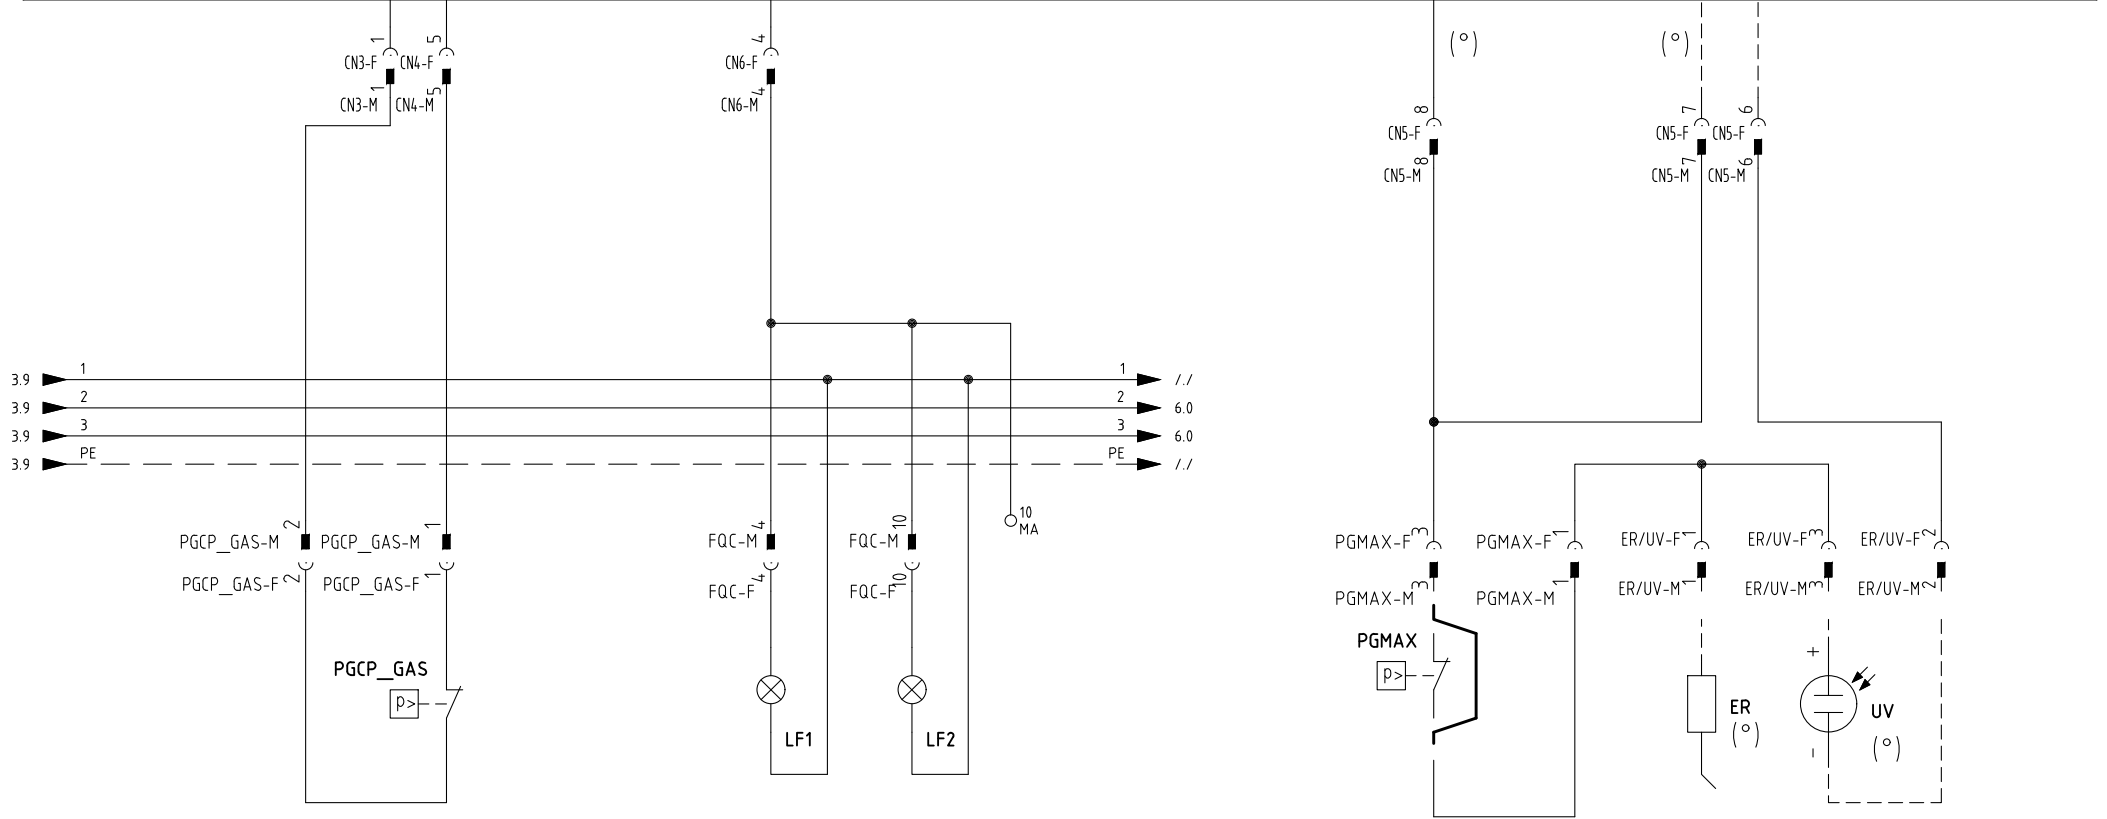 1 5 4
(°) (°)
CN3-F CN4-F CN6-F
1 5 4
CN3-M CN4-M CN6-M
8 7 6
CN5-F CN5-F CN5-F
8 7 6
CN5-M CN5-M CN5-M
3.9 1 1 /./
3.9 2 2 6.0
3.9 3 3 6.0
3.9 PE PE /./
10
MA
2 1 4 10 3 1 1 3 2
PGCP_GAS-M PGCP_GAS-M FQC-M FQC-M PGMAX-F PGMAX-F ER/UV-F ER/UV-F ER/UV-F
2 1 4 10 3 1 1 3 2
PGCP_GAS-F PGCP_GAS-F FQC-F FQC-F PGMAX-M PGMAX-M ER/UV-M ER/UV-M ER/UV-M
PGMAX
+
PGCP_GAS
P>
P>
ER UV
(°) (°)
LF1 LF2
-